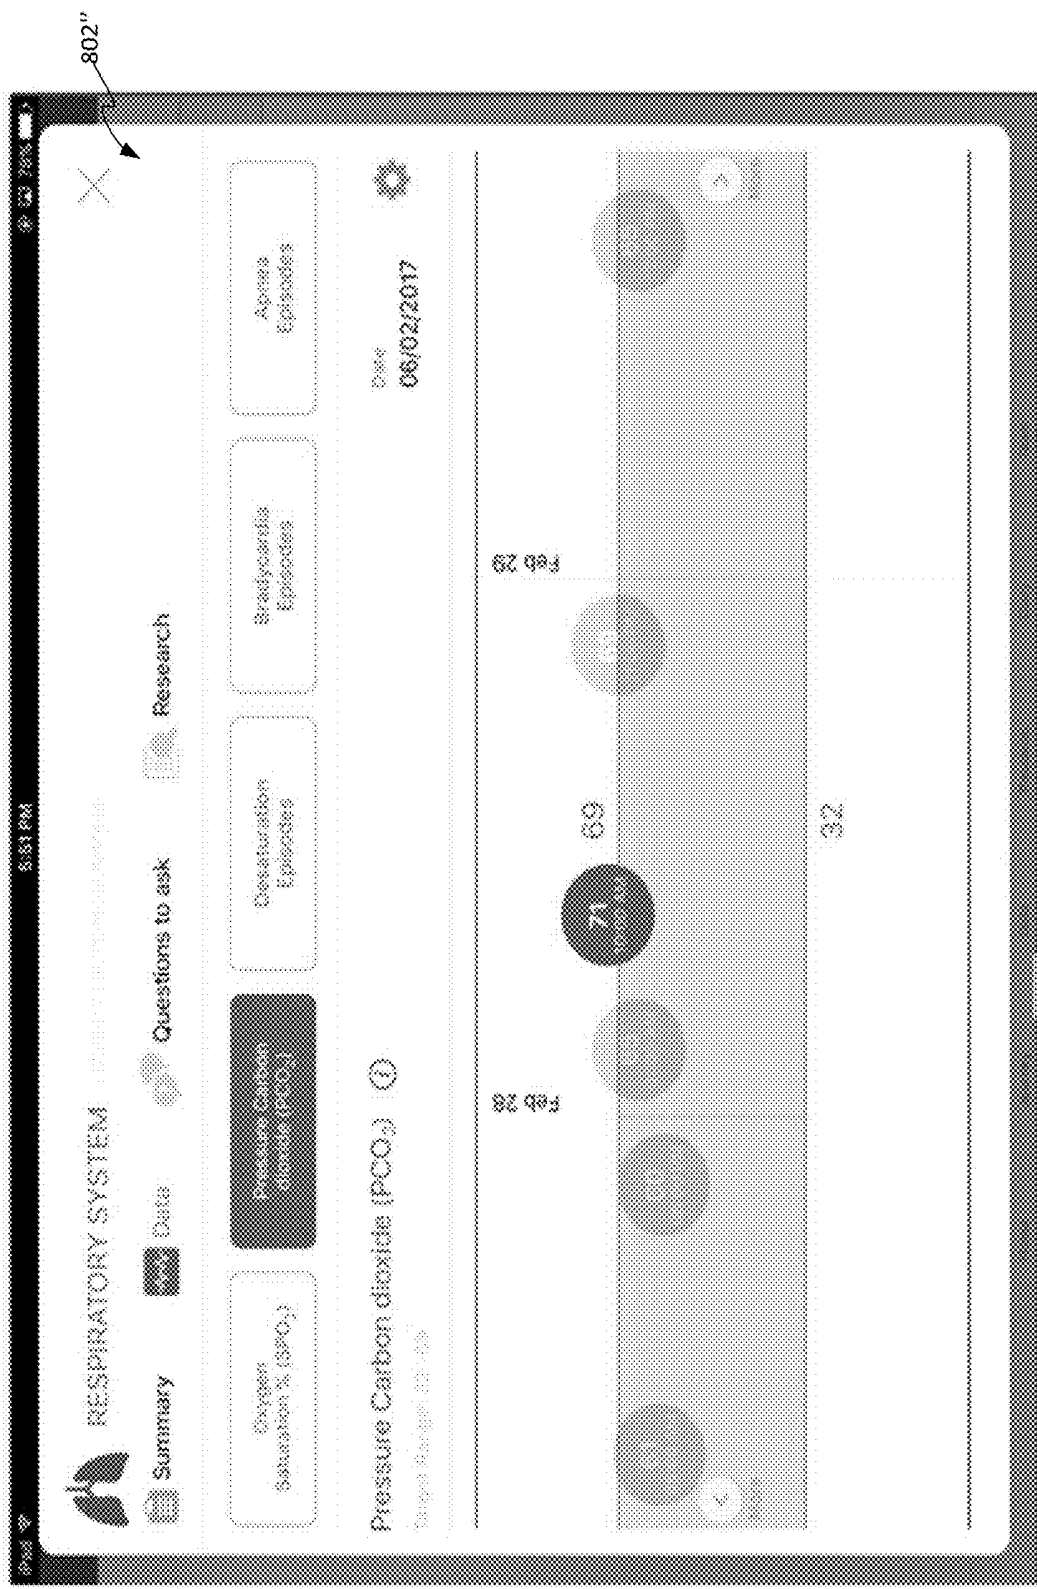 802"
iPad
5:51 PM
78%
RESPIRATORY SYSTEM
Summary
Data
Questions to ask
Research
Oxygen
Saturation % (SPO₂)
Pressure Carbon
dioxide (PCO₂)
Desaturation
Episodes
Bradycardia
Episodes
Apnea
Episodes
Pressure Carbon dioxide (PCO₂)
Date
06/02/2017
Feb 28
Feb 29
69
71
32